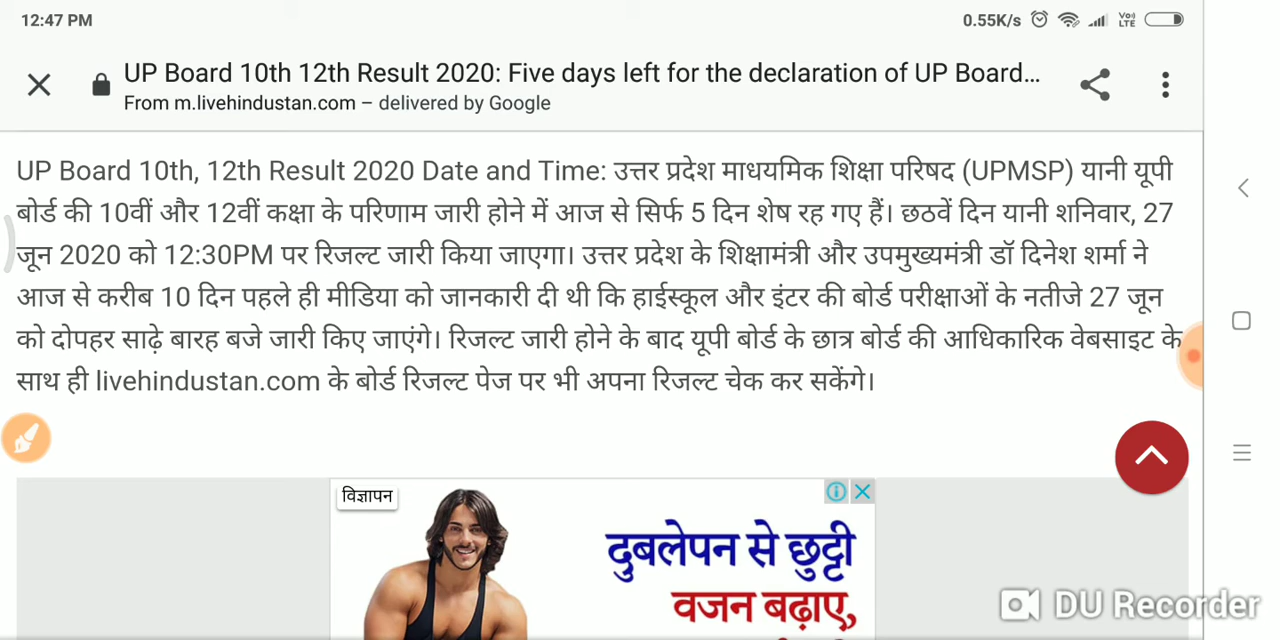 12:47 PM
0.55K/s
Vo)) LTE
UP Board 10th 12th Result 2020: Five days left for the declaration of UP Board...
From m.livehindustan.com – delivered by Google
UP Board 10th, 12th Result 2020 Date and Time: उत्तर प्रदेश माध्यमिक शिक्षा परिषद (UPMSP) यानी यूपी
बोर्ड की 10वीं और 12वीं कक्षा के परिणाम जारी होने में आज से सिर्फ 5 दिन शेष रह गए हैं। छठवें दिन यानी शनिवार, 27
जून 2020 को 12:30PM पर रिजल्ट जारी किया जाएगा। उत्तर प्रदेश के शिक्षामंत्री और उपमुख्यमंत्री डॉ दिनेश शर्मा ने
आज से करीब 10 दिन पहले ही मीडिया को जानकारी दी थी कि हाईस्कूल और इंटर की बोर्ड परीक्षाओं के नतीजे 27 जून
को दोपहर साढ़े बारह बजे जारी किए जाएंगे। रिजल्ट जारी होने के बाद यूपी बोर्ड के छात्र बोर्ड की आधिकारिक वेबसाइट के
साथ ही livehindustan.com के बोर्ड रिजल्ट पेज पर भी अपना रिजल्ट चेक कर सकेंगे।
विज्ञापन
दुबलेपन से छुट्टी
वजन बढ़ाए,
DU Recorder